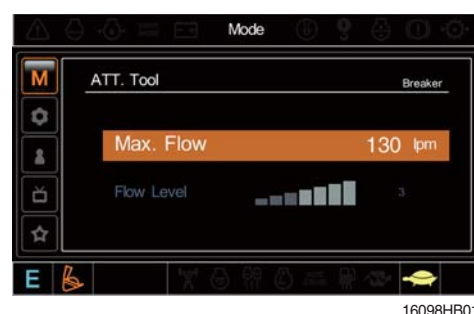 Mode
M
ATT. Tool
Breaker
Max. Flow 130 lpm
Flow Level 3
E
16098HB01